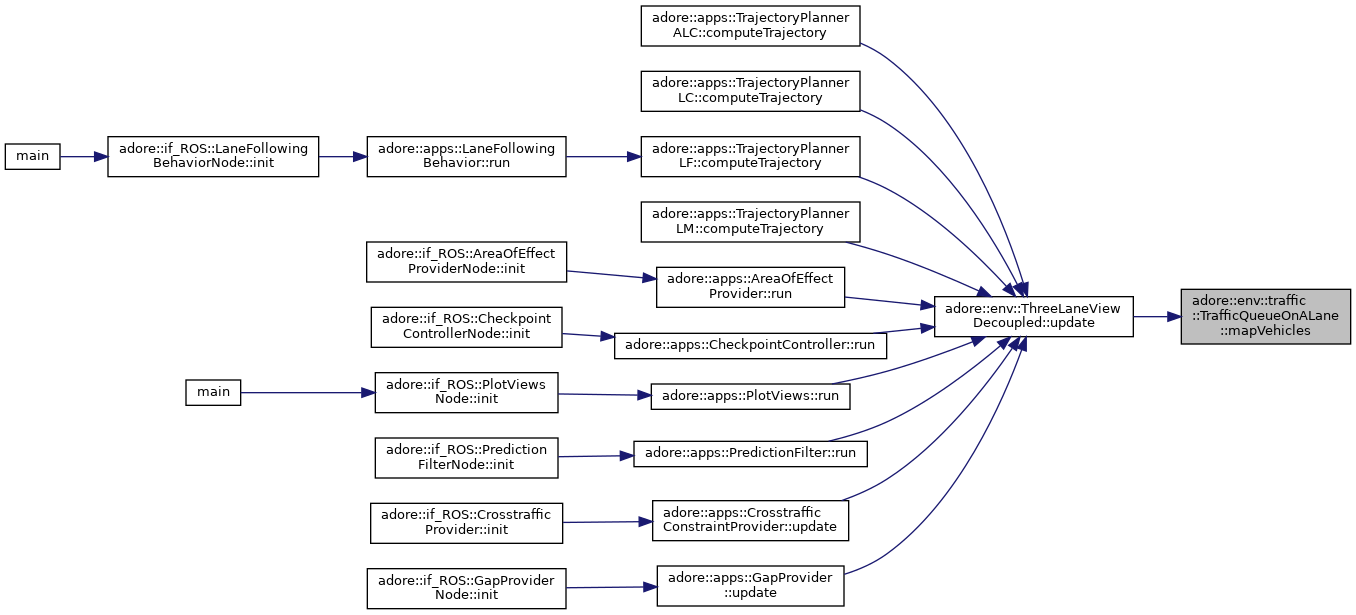 adore::apps::TrajectoryPlanner
ALC::computeTrajectory
adore::apps::TrajectoryPlanner
LC::computeTrajectory
main
adore::if_ROS::LaneFollowing
BehaviorNode::init
adore::apps::LaneFollowing
Behavior::run
adore::apps::TrajectoryPlanner
LF::computeTrajectory
adore::apps::TrajectoryPlanner
LM::computeTrajectory
adore::if_ROS::AreaOfEffect
ProviderNode::init
adore::apps::AreaOfEffect
Provider::run
adore::env::ThreeLaneView
Decoupled::update
adore::env::traffic
::TrafficQueueOnALane
::mapVehicles
adore::if_ROS::Checkpoint
ControllerNode::init
adore::apps::CheckpointController::run
main
adore::if_ROS::PlotViews
Node::init
adore::apps::PlotViews::run
adore::if_ROS::Prediction
FilterNode::init
adore::apps::PredictionFilter::run
adore::if_ROS::Crosstraffic
Provider::init
adore::apps::Crosstraffic
ConstraintProvider::update
adore::if_ROS::GapProvider
Node::init
adore::apps::GapProvider
::update